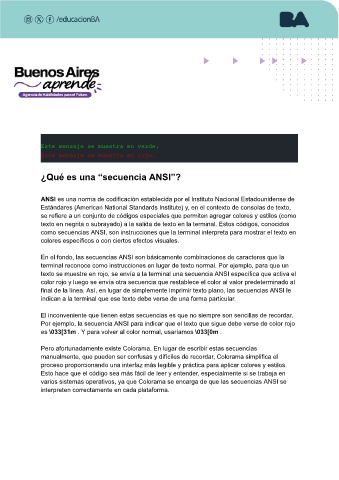 /educacionBA
BA
Buenos Aires
aprende
Agencia de Habilidades para el Futuro
Este mensaje se muestra en verde.
Este mensaje se muestra en rojo.
¿Qué es una “secuencia ANSI”?
ANSI es una norma de codificación establecida por el Instituto Nacional Estadounidense de
Estándares (American National Standards Institute) y, en el contexto de consolas de texto,
se refiere a un conjunto de códigos especiales que permiten agregar colores y estilos (como
texto en negrita o subrayado) a la salida de texto en la terminal. Estos códigos, conocidos
como secuencias ANSI, son instrucciones que la terminal interpreta para mostrar el texto en
colores específicos o con ciertos efectos visuales.
En el fondo, las secuencias ANSI son básicamente combinaciones de caracteres que la
terminal reconoce como instrucciones en lugar de texto normal. Por ejemplo, para que un
texto se muestre en rojo, se envía a la terminal una secuencia ANSI específica que activa el
color rojo y luego se envía otra secuencia que restablece el color al valor predeterminado al
final de la línea. Así, en lugar de simplemente imprimir texto plano, las secuencias ANSI le
indican a la terminal que ese texto debe verse de una forma particular.
El inconveniente que tienen estas secuencias es que no siempre son sencillas de recordar.
Por ejemplo, la secuencia ANSI para indicar que el texto que sigue debe verse de color rojo
es \033[31m . Y para volver al color normal, usaríamos \033[0m .
Pero afortunadamente existe Colorama. En lugar de escribir estas secuencias
manualmente, que pueden ser confusas y difíciles de recordar, Colorama simplifica el
proceso proporcionando una interfaz más legible y práctica para aplicar colores y estilos.
Esto hace que el código sea más fácil de leer y entender, especialmente si se trabaja en
varios sistemas operativos, ya que Colorama se encarga de que las secuencias ANSI se
interpreten correctamente en cada plataforma.